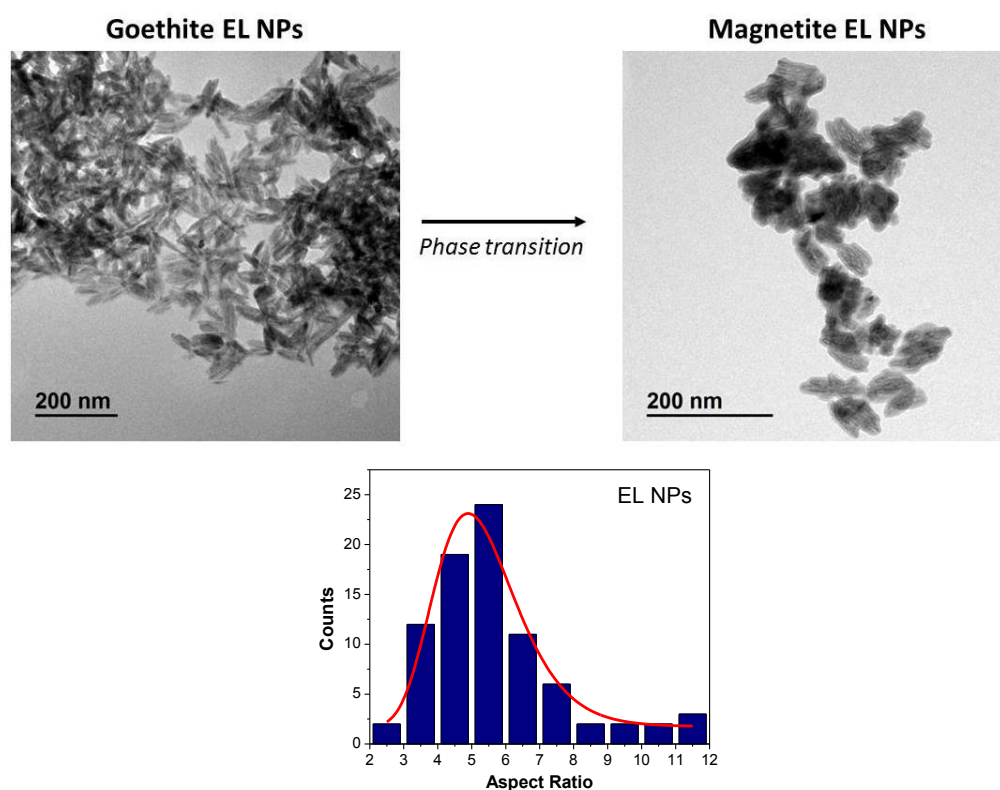 Goethite EL NPs
Magnetite EL NPs
Phase transition
200 nm
200 nm
EL NPs
25
20
15
10
5
0
Counts
2 3 4 5 6 7 8 9 10 11 12
Aspect Ratio